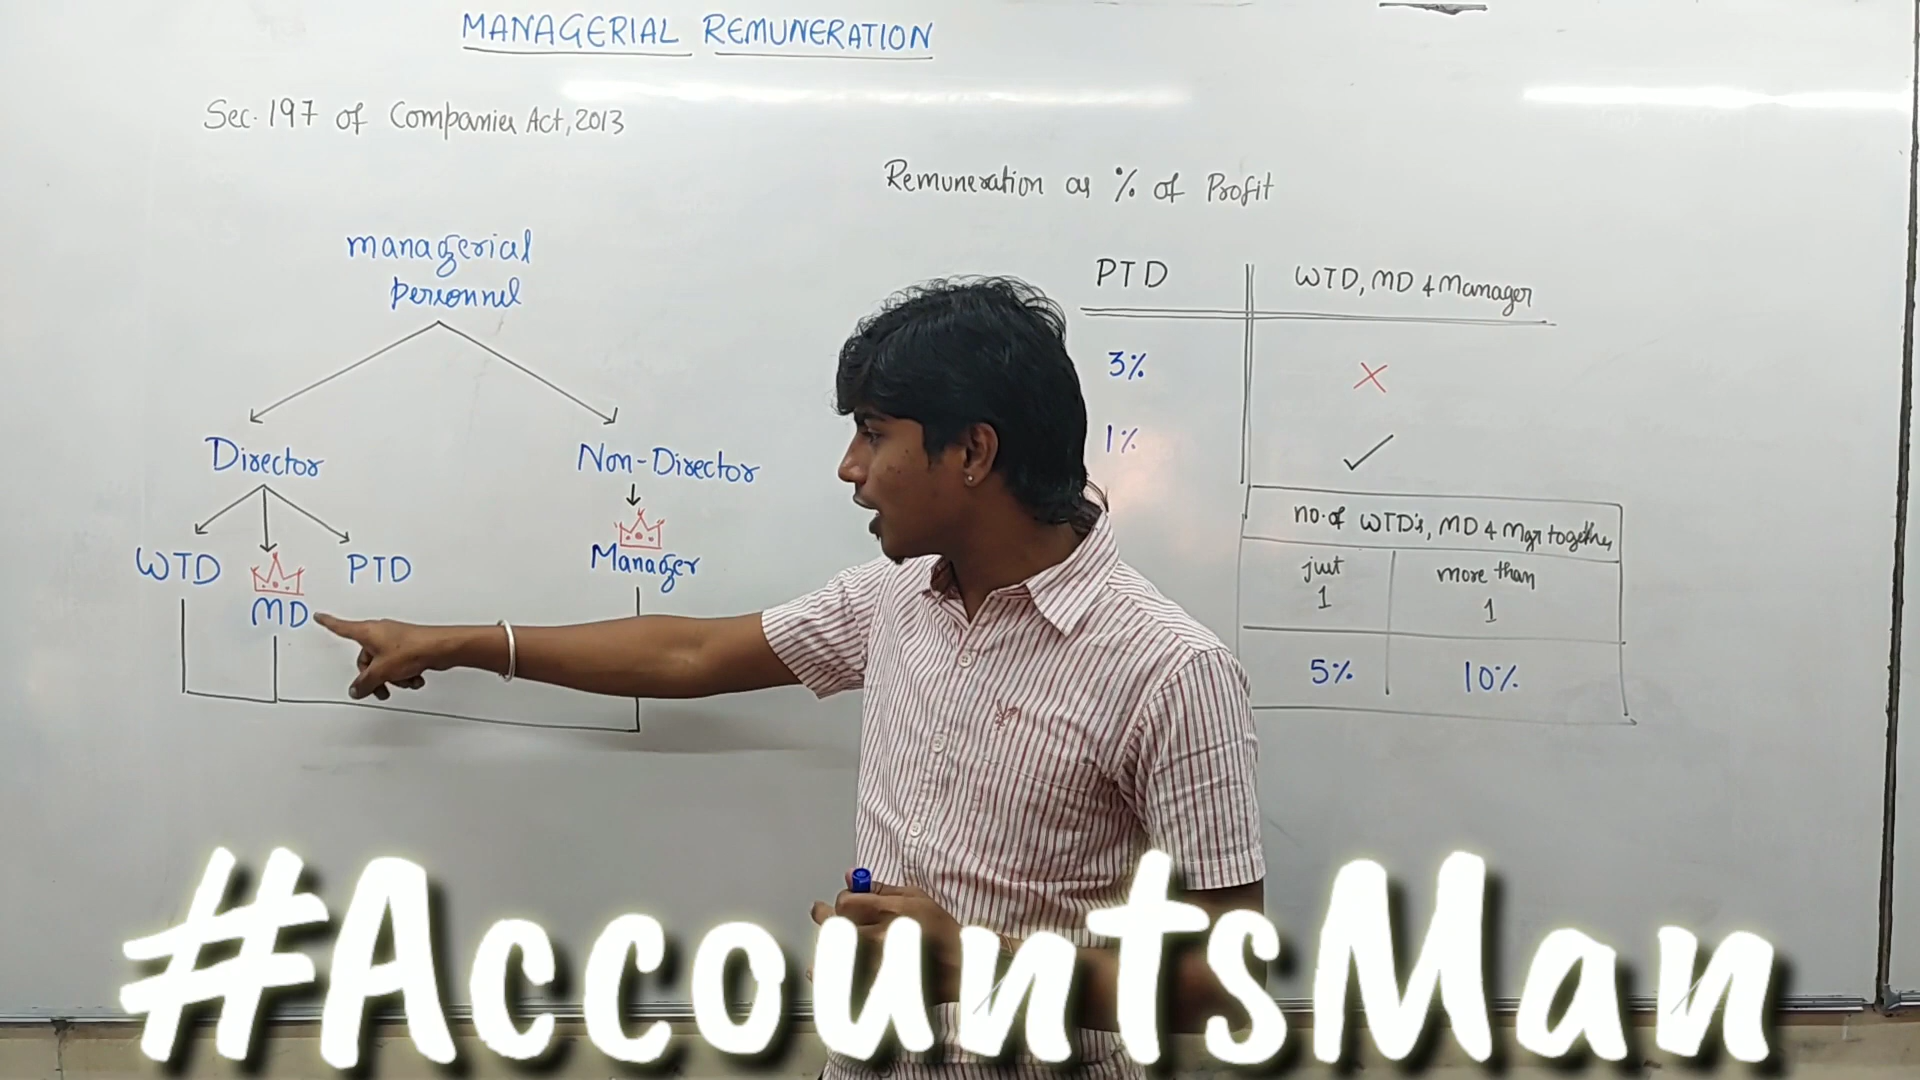 MANAGERIAL REMUNERATION
Sec. 197 of Companies Act, 2013
managerial
personnel
Director
Non-Director
WTD
MD
PTD
Manager
Remuneration as % of Profit
PTD
WTD, MD & Manager
3%
X
1%
✓
no. of WTD's, MD & Mgr together
just
1
more than
1
5%
10%
#AccountsMan